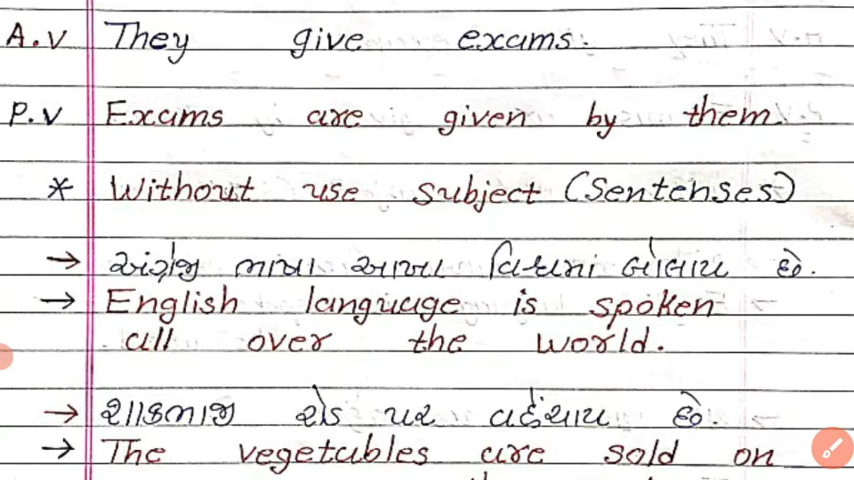 A.V They give exams.
P.V Exams are given by them.
* Without use subject (Sentenses)
→ અંગ્રેજી ભાષા આખા વિશ્વમાં બોલાય છે.
→ English language is spoken
all over the world.
→ શાકભાજી રોડ પર વહેંચાય છે.
→ The vegetables are sold on